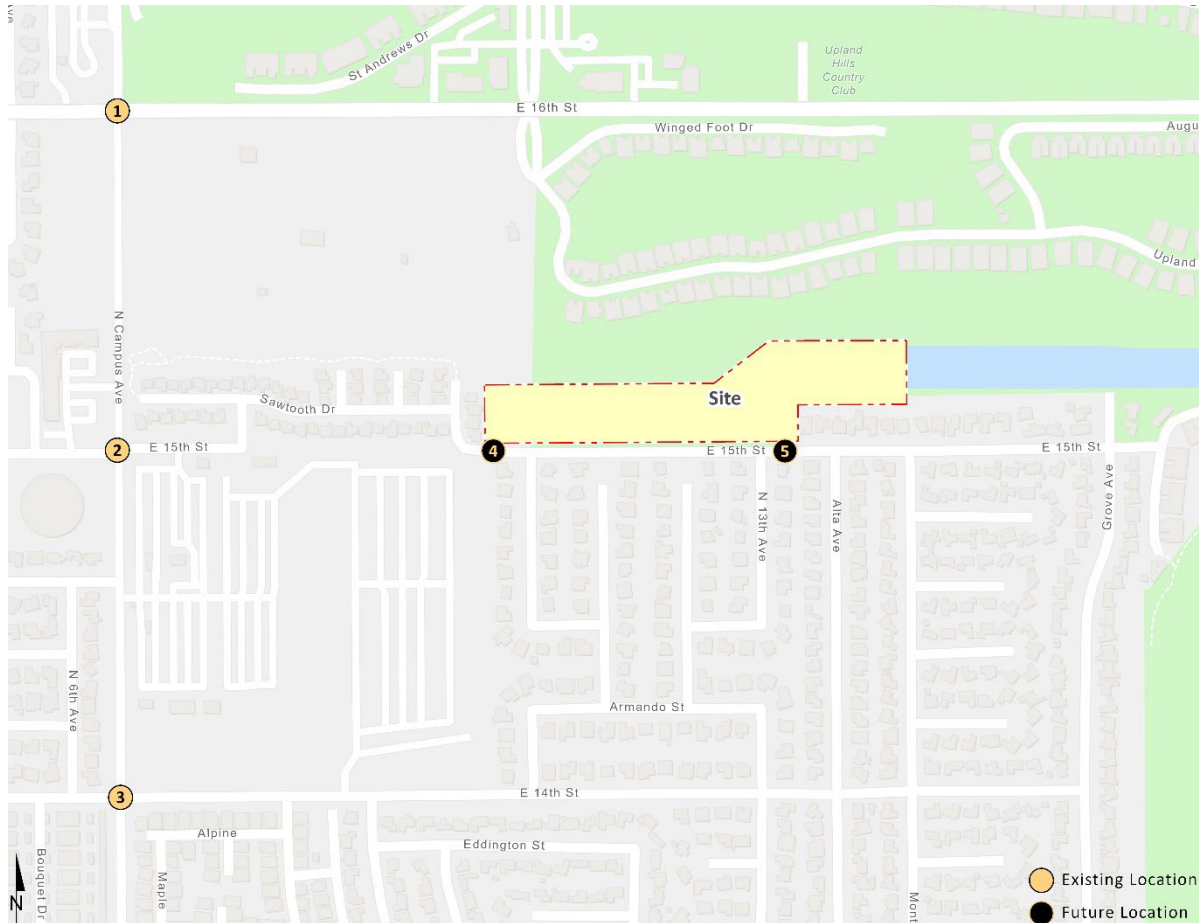 Ave
St Andrews Dr
Upland
Hills
Country
Club
1
E 16th St
Winged Foot Dr
Augu
Upland
N Campus Ave
Sawtooth Dr
Site
2
E 15th St
4
E 15th St
5
E 15th St
N 13th Ave
Alta Ave
Grove Ave
N 6th Ave
Armando St
3
E 14th St
Alpine
Eddington St
Bouquet Dr
Maple
Mont
N
Existing Location
Future Location